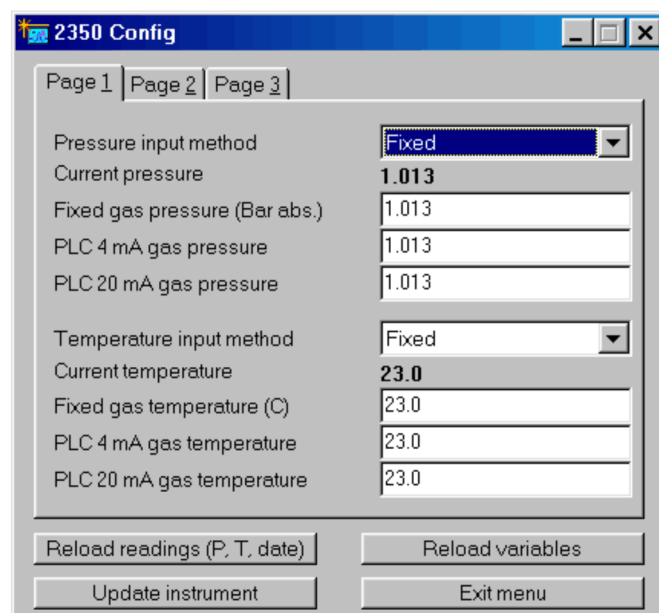 2350 Config
Page 1 Page 2 Page 3
Pressure input method Fixed
Current pressure 1.013
Fixed gas pressure (Bar abs.) 1.013
PLC 4 mA gas pressure 1.013
PLC 20 mA gas pressure 1.013
Temperature input method Fixed
Current temperature 23.0
Fixed gas temperature (C) 23.0
PLC 4 mA gas temperature 23.0
PLC 20 mA gas temperature 23.0
Reload readings (P, T, date) Reload variables
Update instrument Exit menu